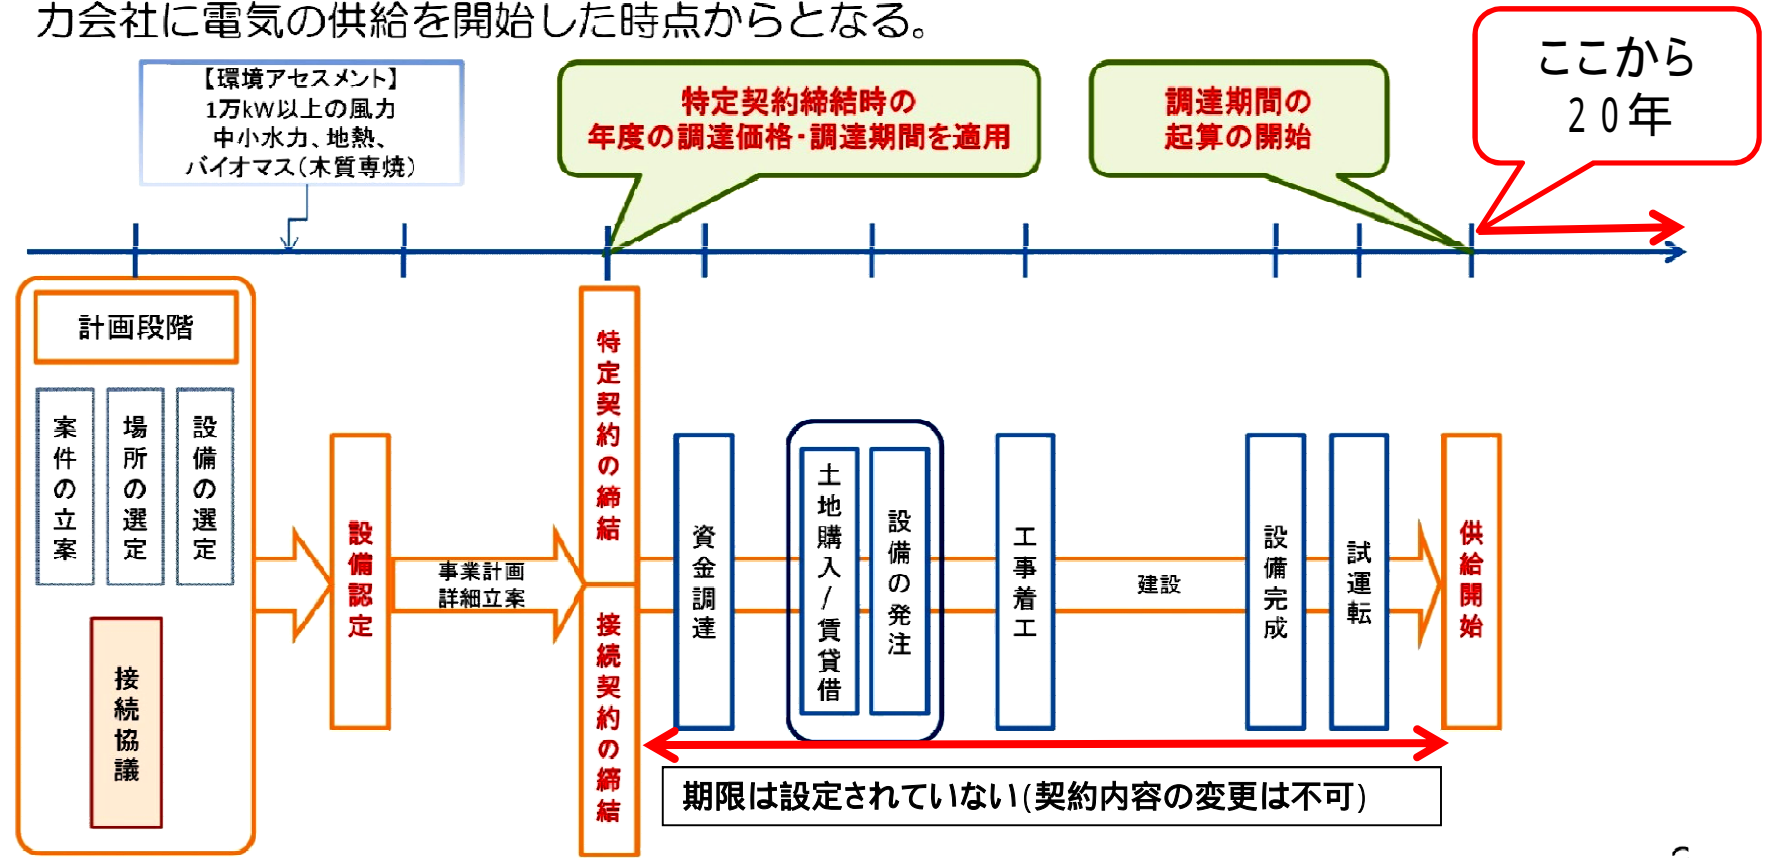 力会社に電気の供給を開始した時点からとなる。
【環境アセスメント】
1万kW以上の風力
中小水力、地熱、
バイオマス(木質専焼)
特定契約締結時の
年度の調達価格・調達期間を適用
調達期間の
起算の開始
ここから
20年
計画段階
案件の立案
場所の選定
設備の選定
接続協議
設備認定
事業計画
詳細立案
特定契約の締結
接続契約の締結
資金調達
土地購入/賃貸借
設備の発注
工事着工
建設
設備完成
試運転
供給開始
期限は設定されていない(契約内容の変更は不可)